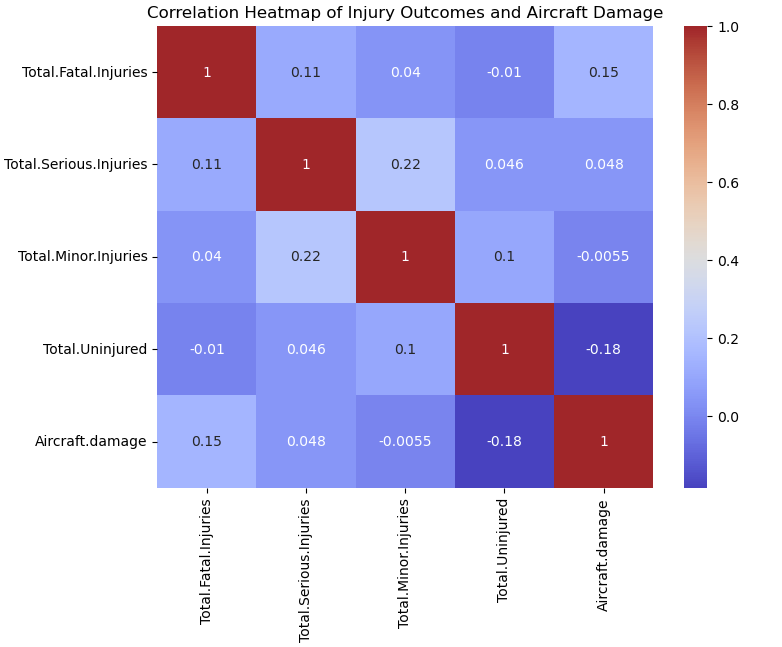 Correlation Heatmap of Injury Outcomes and Aircraft Damage
Total.Fatal.Injuries 1 0.11 0.04 -0.01 0.15
Total.Serious.Injuries 0.11 1 0.22 0.046 0.048
Total.Minor.Injuries 0.04 0.22 1 0.1 -0.0055
Total.Uninjured -0.01 0.046 0.1 1 -0.18
Aircraft.damage 0.15 0.048 -0.0055 -0.18 1
Total.Fatal.Injuries
Total.Serious.Injuries
Total.Minor.Injuries
Total.Uninjured
Aircraft.damage
1.0
0.8
0.6
0.4
0.2
0.0